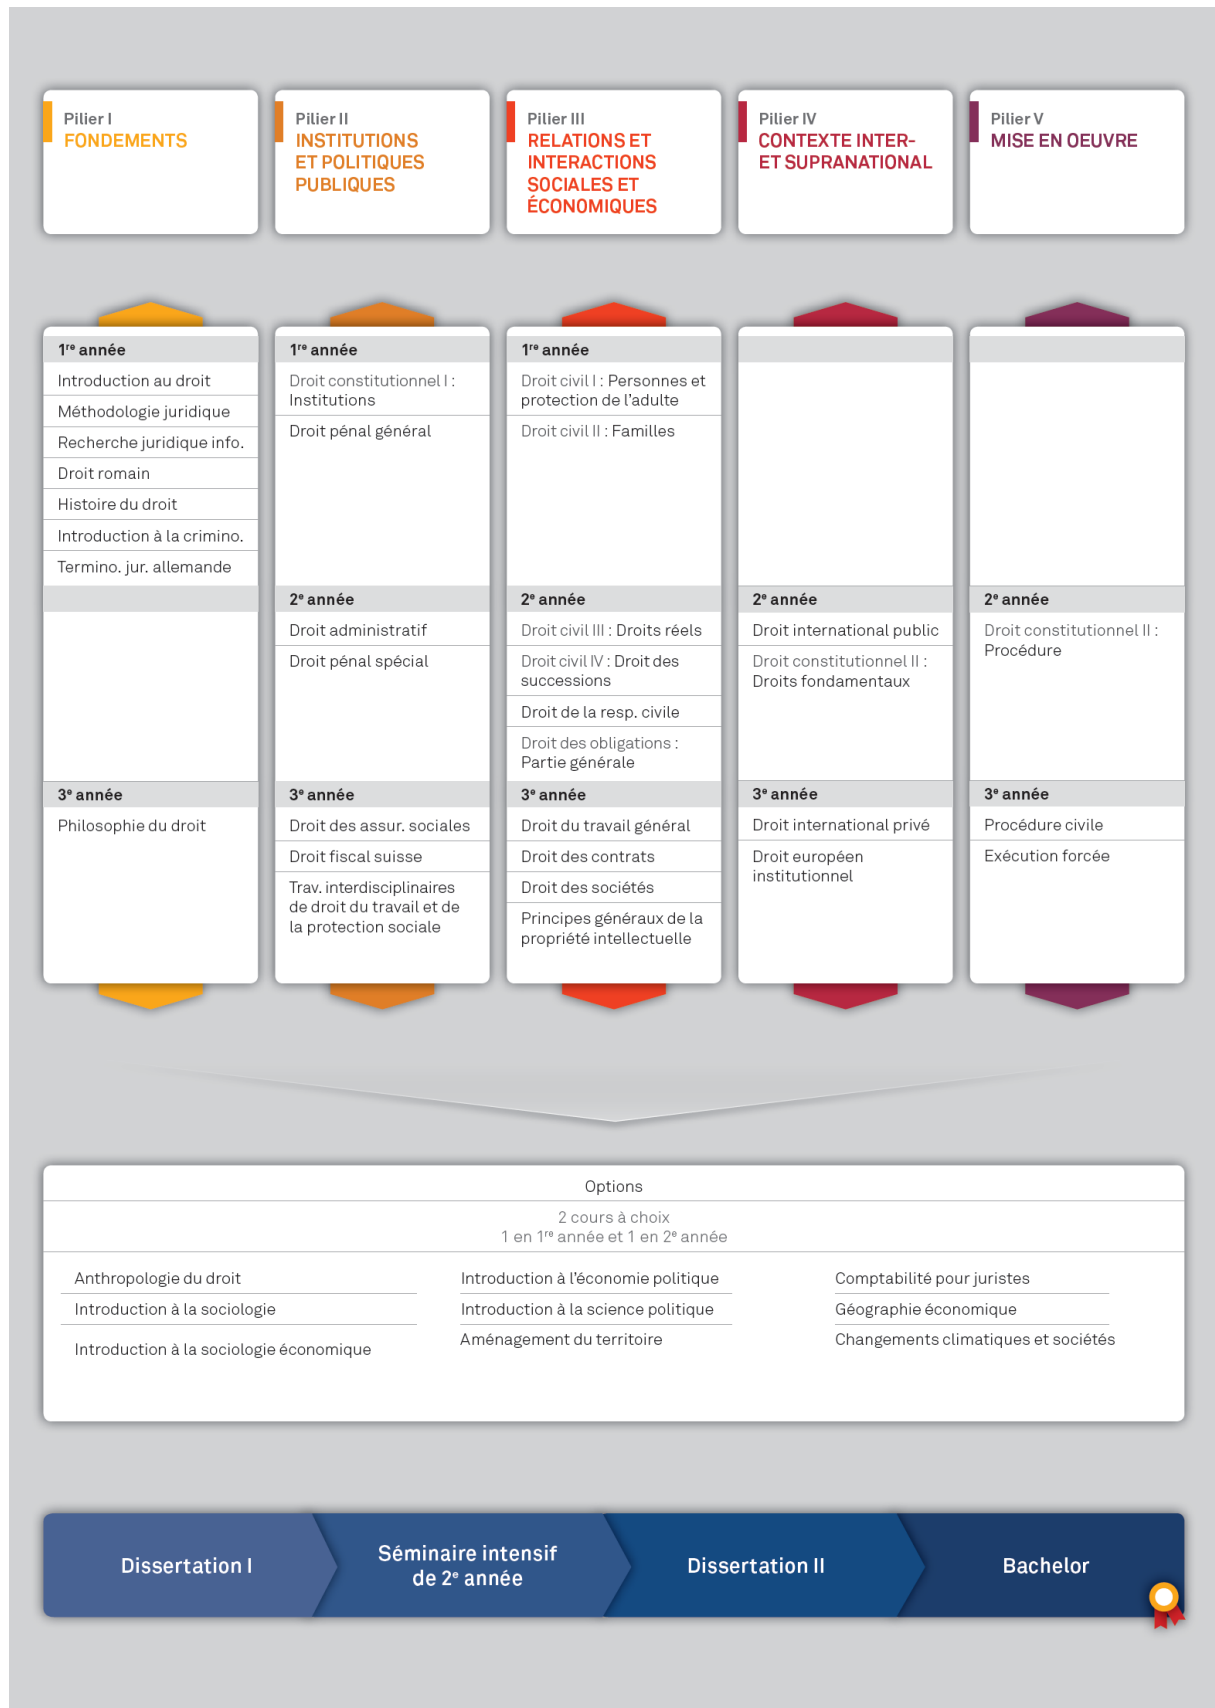 Pilier I
FONDEMENTS
Pilier II
INSTITUTIONS
ET POLITIQUES
PUBLIQUES
Pilier III
RELATIONS ET
INTERACTIONS
SOCIALES ET
ÉCONOMIQUES
Pilier IV
CONTEXTE INTER-
ET SUPRANATIONAL
Pilier V
MISE EN OEUVRE
1re année
Introduction au droit
Méthodologie juridique
Recherche juridique info.
Droit romain
Histoire du droit
Introduction à la crimino.
Termino. jur. allemande
3e année
Philosophie du droit
1re année
Droit constitutionnel I :
Institutions
Droit pénal général
2e année
Droit administratif
Droit pénal spécial
3e année
Droit des assur. sociales
Droit fiscal suisse
Trav. interdisciplinaires
de droit du travail et de
la protection sociale
1re année
Droit civil I : Personnes et
protection de l'adulte
Droit civil II : Familles
2e année
Droit civil III : Droits réels
Droit civil IV : Droit des
successions
Droit de la resp. civile
Droit des obligations :
Partie générale
3e année
Droit du travail général
Droit des contrats
Droit des sociétés
Principes généraux de la
propriété intellectuelle
2e année
Droit international public
Droit constitutionnel II :
Droits fondamentaux
3e année
Droit international privé
Droit européen
institutionnel
2e année
Droit constitutionnel II :
Procédure
3e année
Procédure civile
Exécution forcée
Options
2 cours à choix
1 en 1re année et 1 en 2e année
Anthropologie du droit
Introduction à la sociologie
Introduction à la sociologie économique
Introduction à l'économie politique
Introduction à la science politique
Aménagement du territoire
Comptabilité pour juristes
Géographie économique
Changements climatiques et sociétés
Dissertation I
Séminaire intensif
de 2e année
Dissertation II
Bachelor